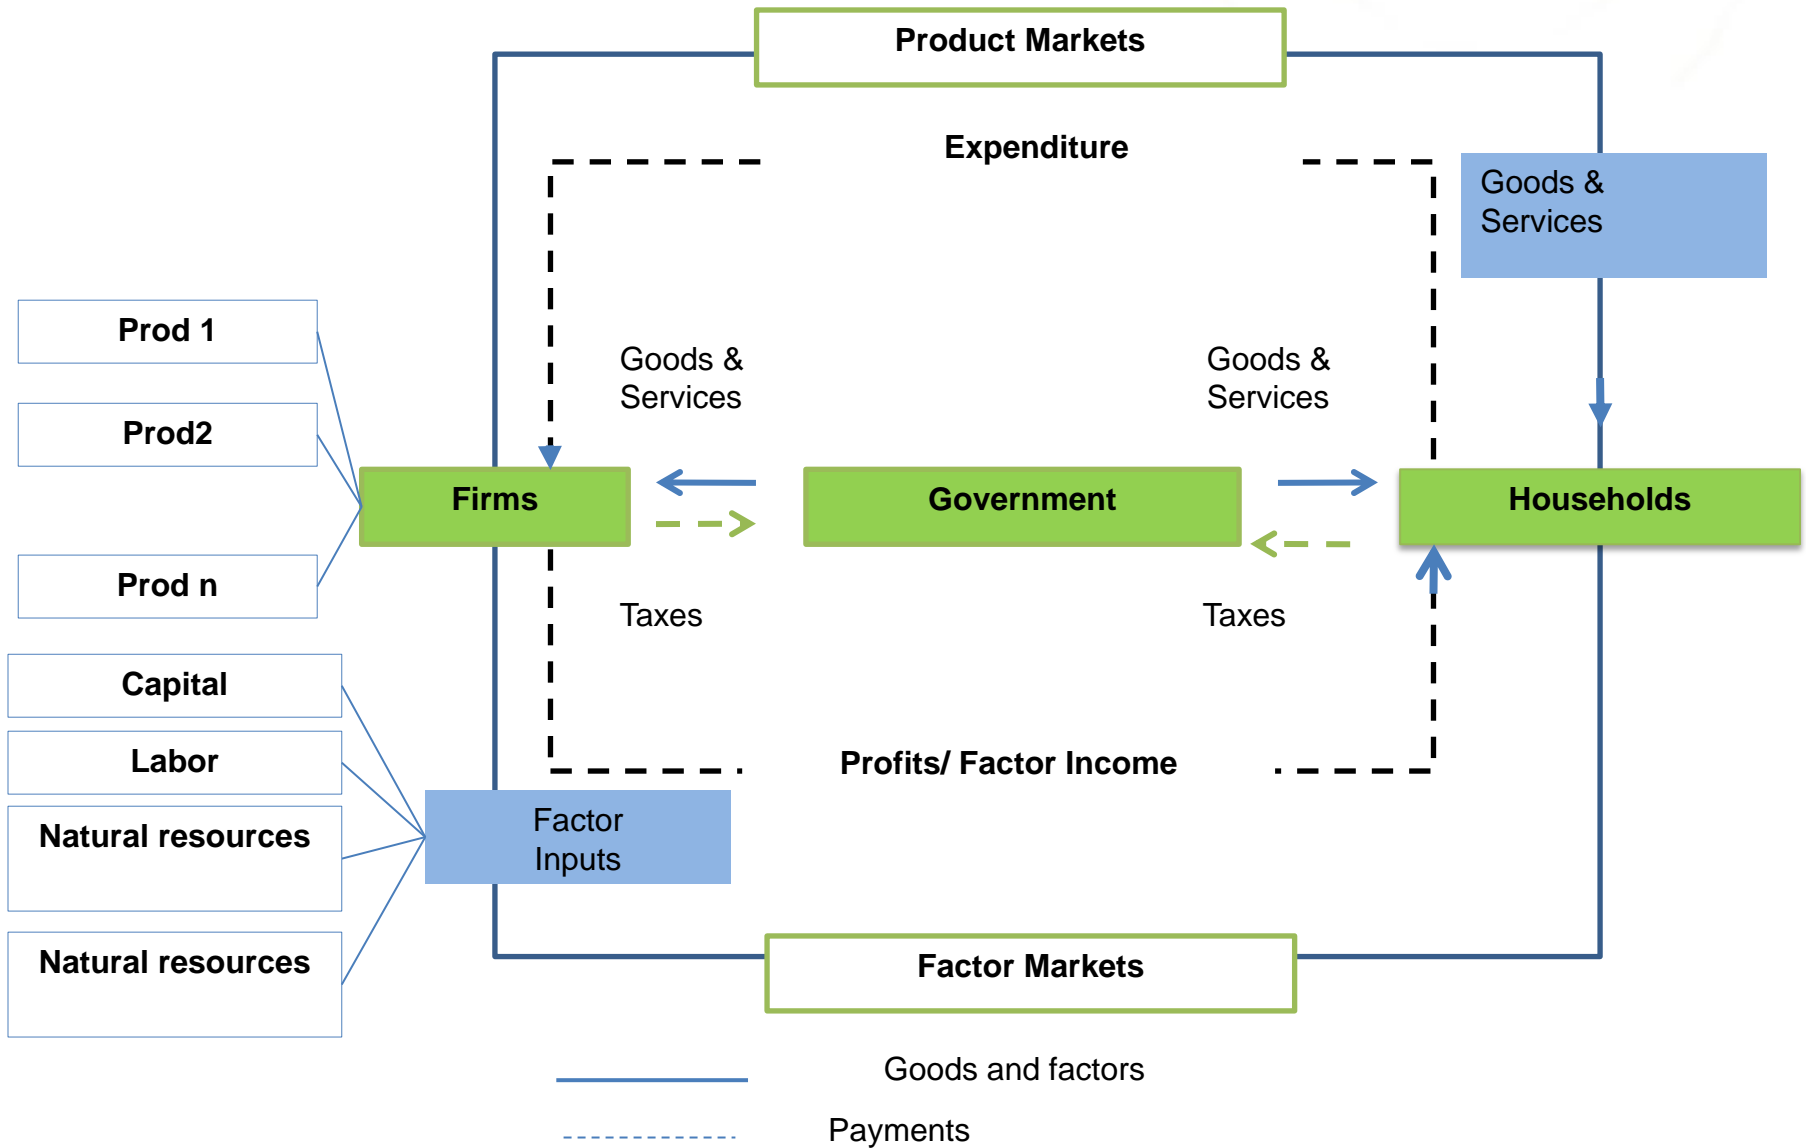 Product Markets
Expenditure
Goods &
Services
Prod 1
Goods &
Services
Goods &
Services
Prod2
Firms
Government
Households
Prod n
Taxes
Taxes
Capital
Labor
Profits/ Factor Income
Natural resources
Factor
Inputs
Natural resources
Factor Markets
Goods and factors
Payments